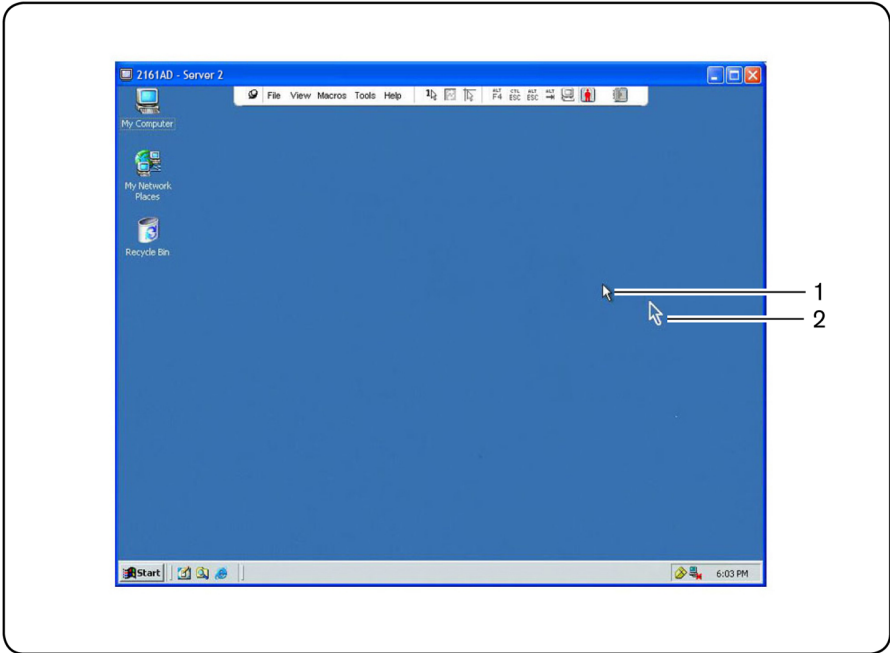 2161AD - Server 2
File View Macros Tools Help
ALT F4 CTL ESC ALT ESC ALT
My Computer
My Network
Places
Recycle Bin
1
2
Start
6:03 PM